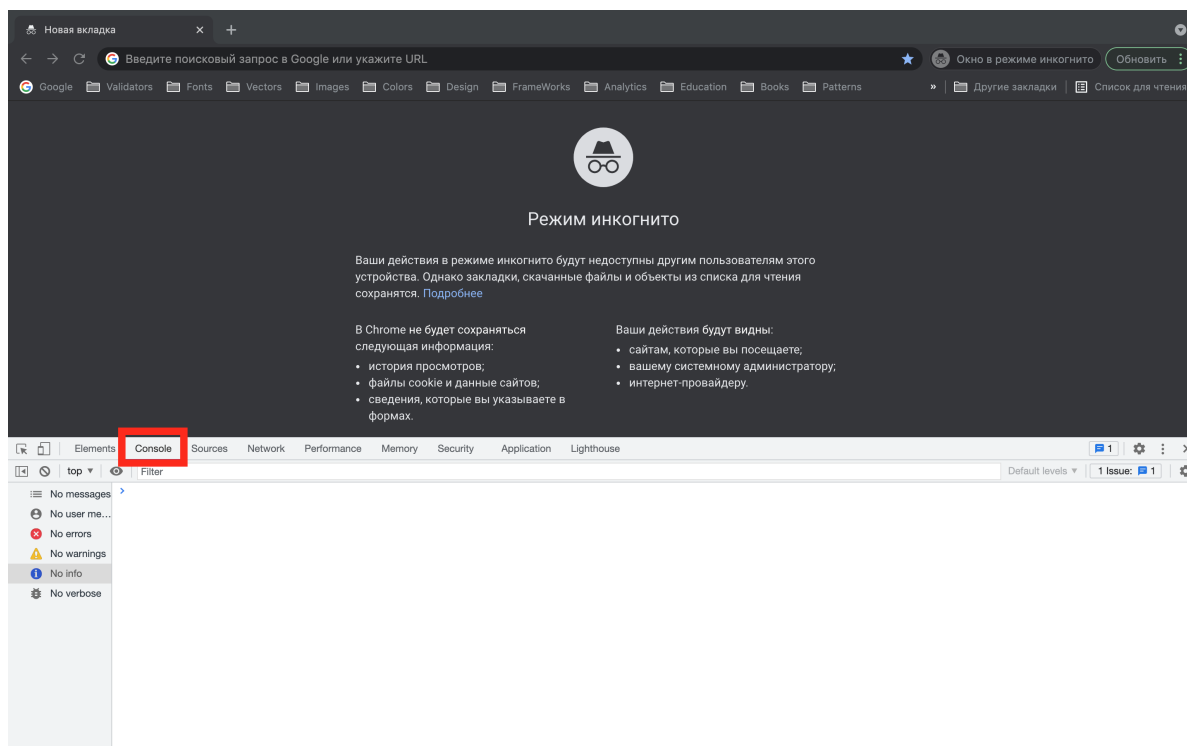 Новая вкладка
Введите поисковый запрос в Google или укажите URL
Окно в режиме инкогнито
Обновить
Google Validators Fonts Vectors Images Colors Design FrameWorks Analytics Education Books Patterns » Другие закладки Список для чтения
Режим инкогнито
Ваши действия в режиме инкогнито будут недоступны другим пользователям этого
устройства. Однако закладки, скачанные файлы и объекты из списка для чтения
сохранятся. Подробнее
В Chrome не будет сохраняться
следующая информация:
• история просмотров;
• файлы cookie и данные сайтов;
• сведения, которые вы указываете в
формах.
Ваши действия будут видны:
• сайтам, которые вы посещаете;
• вашему системному администратору;
• интернет-провайдеру.
Elements Console Sources Network Performance Memory Security Application Lighthouse 1
top Filter Default levels 1 Issue: 1
No messages
No user me...
No errors
No warnings
No info
No verbose